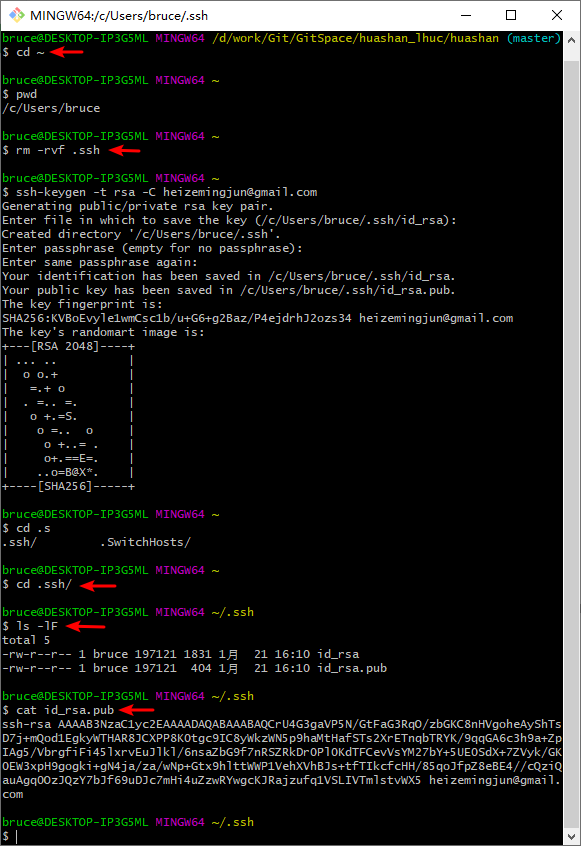 MINGW64:/c/Users/bruce/.ssh
bruce@DESKTOP-IP3G5ML MINGW64 /d/work/Git/GitSpace/huashan_lhuc/huashan (master)
$ cd ~
bruce@DESKTOP-IP3G5ML MINGW64 ~
$ pwd
/c/Users/bruce
bruce@DESKTOP-IP3G5ML MINGW64 ~
$ rm -rvf .ssh
bruce@DESKTOP-IP3G5ML MINGW64 ~
$ ssh-keygen -t rsa -C heizemingjun@gmail.com
Generating public/private rsa key pair.
Enter file in which to save the key (/c/Users/bruce/.ssh/id_rsa):
Created directory '/c/Users/bruce/.ssh'.
Enter passphrase (empty for no passphrase):
Enter same passphrase again:
Your identification has been saved in /c/Users/bruce/.ssh/id_rsa.
Your public key has been saved in /c/Users/bruce/.ssh/id_rsa.pub.
The key fingerprint is:
SHA256:KVBoEvyle1wmCsc1b/u+G6+g2Baz/P4ejdrhJ2ozs34 heizemingjun@gmail.com
The key's randomart image is:
+---[RSA 2048]----+
| ... ..          |
|  o o.+          |
|   =.+ o         |
|  . =.. =.       |
|   o +.=S.       |
|    o =..  o     |
|     o +..= .    |
|     o+.==E=.    |
|    ..o=B@X*.    |
+----[SHA256]-----+
bruce@DESKTOP-IP3G5ML MINGW64 ~
$ cd .s
.ssh/         .SwitchHosts/
bruce@DESKTOP-IP3G5ML MINGW64 ~
$ cd .ssh/
bruce@DESKTOP-IP3G5ML MINGW64 ~/.ssh
$ ls -lF
total 5
-rw-r--r-- 1 bruce 197121 1831 1月  21 16:10 id_rsa
-rw-r--r-- 1 bruce 197121  404 1月  21 16:10 id_rsa.pub
bruce@DESKTOP-IP3G5ML MINGW64 ~/.ssh
$ cat id_rsa.pub
ssh-rsa AAAAB3NzaC1yc2EAAAADAQABAAABAQCrU4G3gaVP5N/GtFaG3RqO/zbGKC8nHVgoheAyShTs
D7j+mQod1EgkyWTHAR8JCXPP8KOtgc9IC8yWkzWN5p9haMtHafSTs2XrETnqbTRYK/9qqGA6c3h9a+Zp
IAg5/VbrgfiFi45lxrvEuJlkl/6nsaZbG9f7nRSZRkDrOPlOKdTFCevVsYM27bY+5UEOSdX+7ZVyk/GK
OEW3xpH9gogki+gN4ja/za/wNp+Gtx9hlttWWP1VehXVhBJs+tfTIkcfcHH/85qoJfpZ8eBE4//cQziQ
auAgqOOzJQzY7bJf69uDJc7mHi4uZzwRYwgcKJRajzufq1VSLIVTmlstvWX5 heizemingjun@gmail.
com
bruce@DESKTOP-IP3G5ML MINGW64 ~/.ssh
$